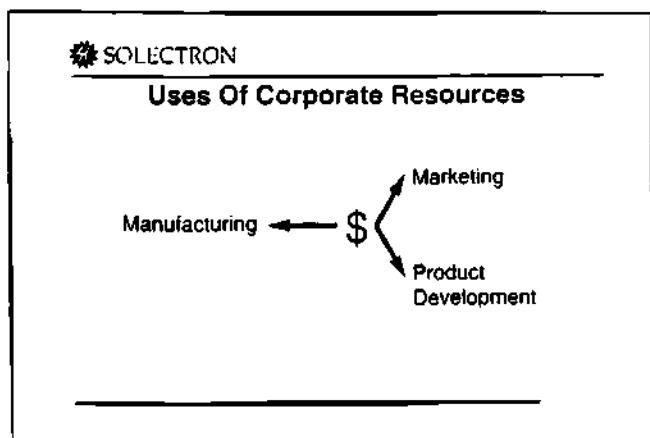 SOLECTRON
Uses Of Corporate Resources
Marketing
Manufacturing
$
Product
Development